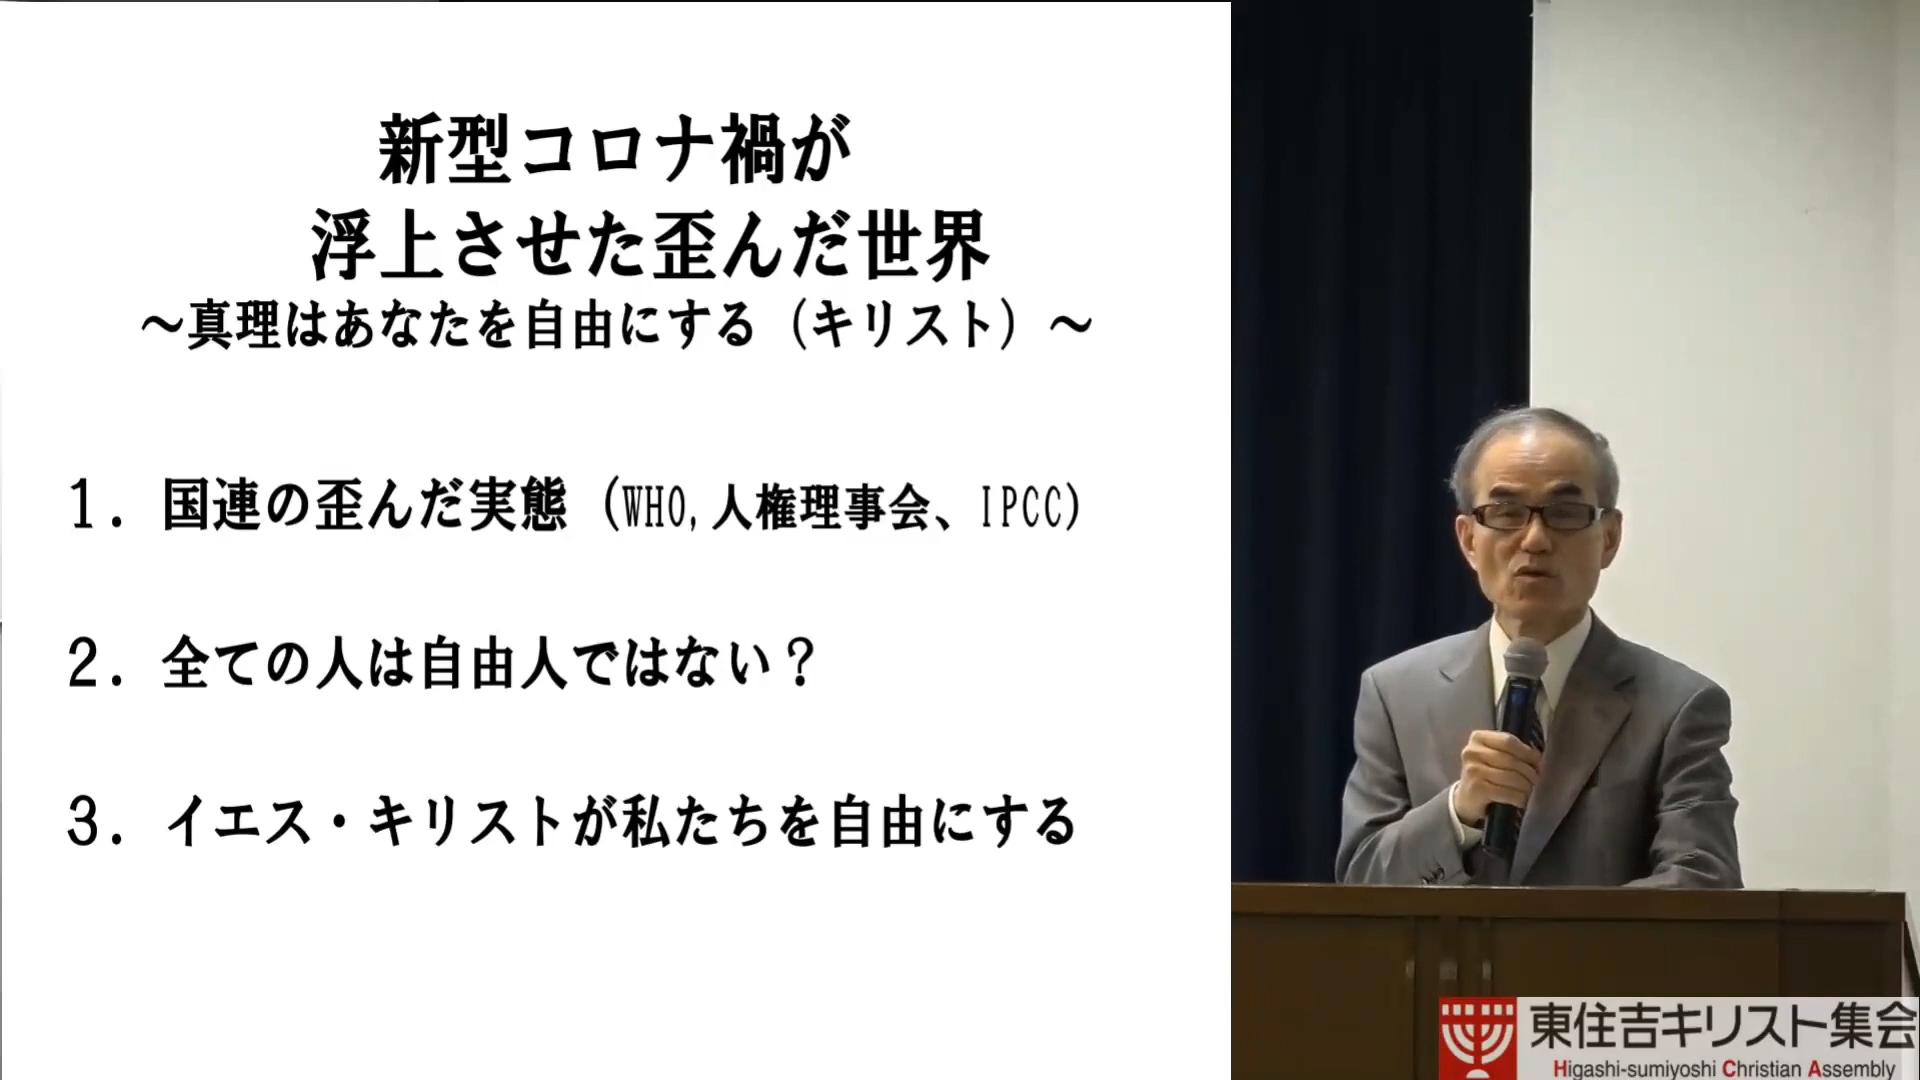 新型コロナ禍が
浮上させた歪んだ世界
～真理はあなたを自由にする（キリスト）～
１．国連の歪んだ実態（WHO,人権理事会、IPCC）
２．全ての人は自由人ではない？
３．イエス・キリストが私たちを自由にする
東住吉キリスト集会
Higashi-sumiyoshi Christian Assembly